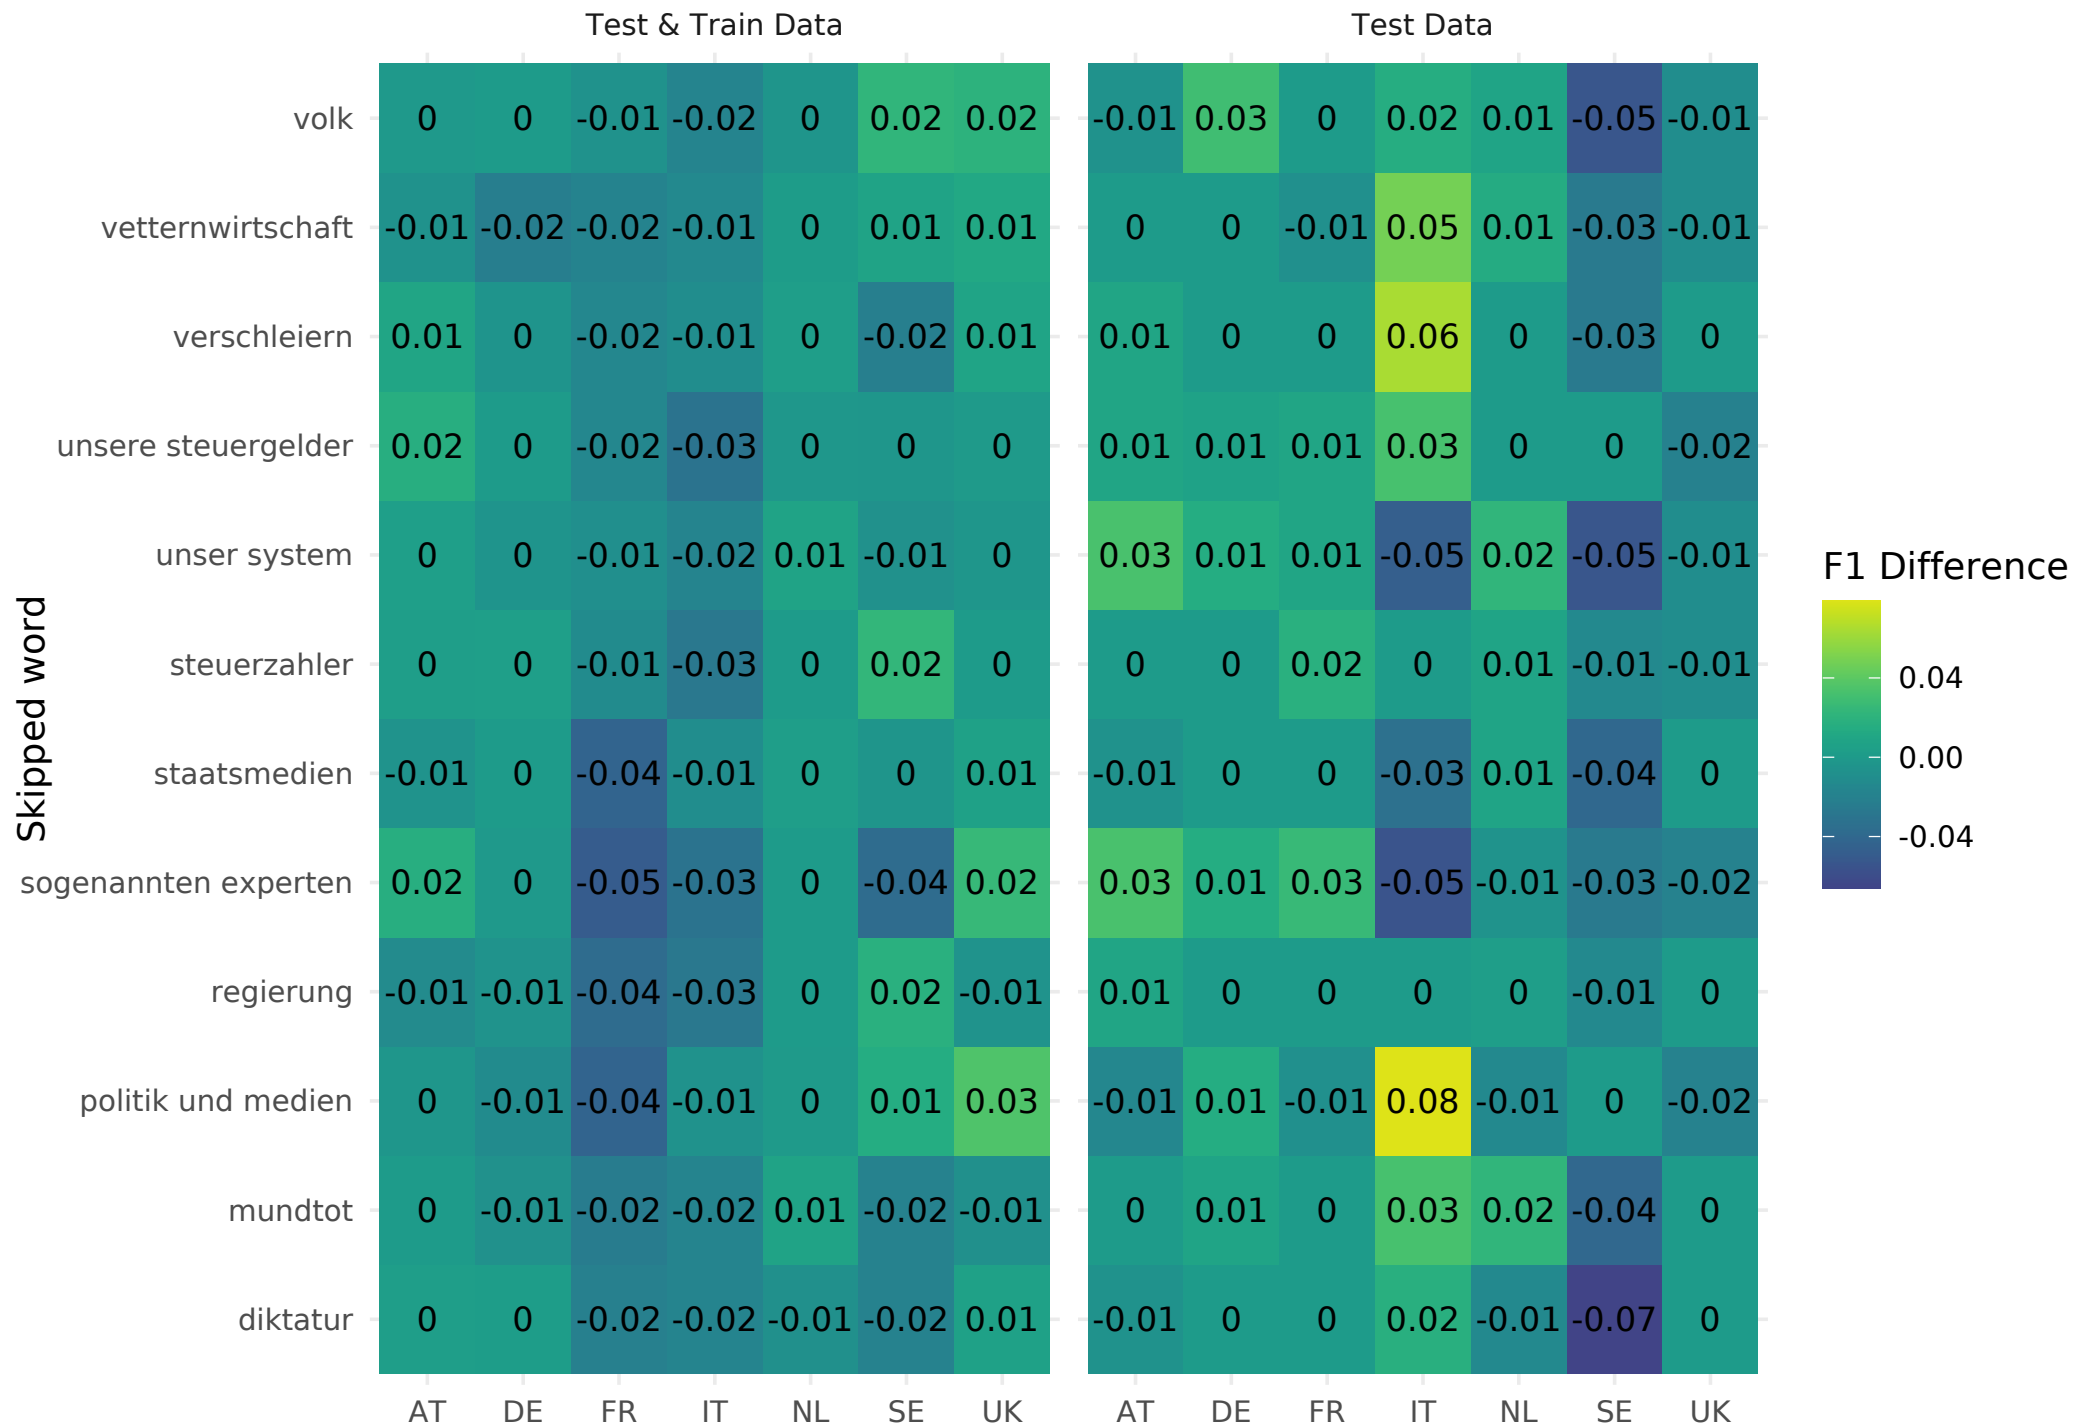 Test & Train Data Test Data
volk 0 0 -0.01 -0.02 0 0.02 0.02 -0.01 0.03 0 0.02 0.01 -0.05 -0.01
vetternwirtschaft -0.01 -0.02 -0.02 -0.01 0 0.01 0.01 0 0 -0.01 0.05 0.01 -0.03 -0.01
verschleiern 0.01 0 -0.02 -0.01 0 -0.02 0.01 0.01 0 0 0.06 0 -0.03 0
unsere steuergelder 0.02 0 -0.02 -0.03 0 0 0 0.01 0.01 0.01 0.03 0 0 -0.02
unser system 0 0 -0.01 -0.02 0.01 -0.01 0 0.03 0.01 0.01 -0.05 0.02 -0.05 -0.01
steuerzahler 0 0 -0.01 -0.03 0 0.02 0 0 0 0.02 0 0.01 -0.01 -0.01
staatsmedien -0.01 0 -0.04 -0.01 0 0 0.01 -0.01 0 0 -0.03 0.01 -0.04 0
sogenannten experten 0.02 0 -0.05 -0.03 0 -0.04 0.02 0.03 0.01 0.03 -0.05 -0.01 -0.03 -0.02
regierung -0.01 -0.01 -0.04 -0.03 0 0.02 -0.01 0.01 0 0 0 0 -0.01 0
politik und medien 0 -0.01 -0.04 -0.01 0 0.01 0.03 -0.01 0.01 -0.01 0.08 -0.01 0 -0.02
mundtot 0 -0.01 -0.02 -0.02 0.01 -0.02 -0.01 0 0.01 0 0.03 0.02 -0.04 0
diktatur 0 0 -0.02 -0.02 -0.01 -0.02 0.01 -0.01 0 0 0.02 -0.01 -0.07 0
AT DE FR IT NL SE UK AT DE FR IT NL SE UK
Skipped word
F1 Difference
0.04
0.00
-0.04